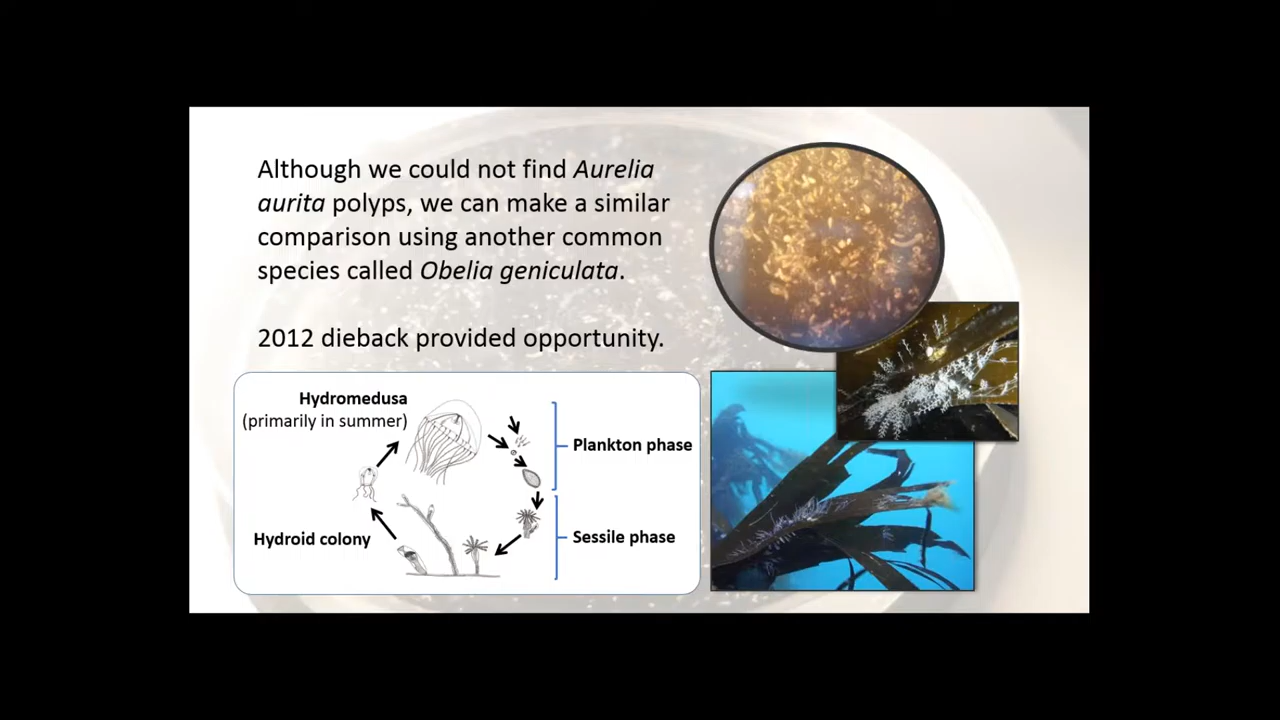 Although we could not find Aurelia
aurita polyps, we can make a similar
comparison using another common
species called Obelia geniculata.
2012 dieback provided opportunity.
Hydromedusa
(primarily in summer)
Plankton phase
Hydroid colony
Sessile phase